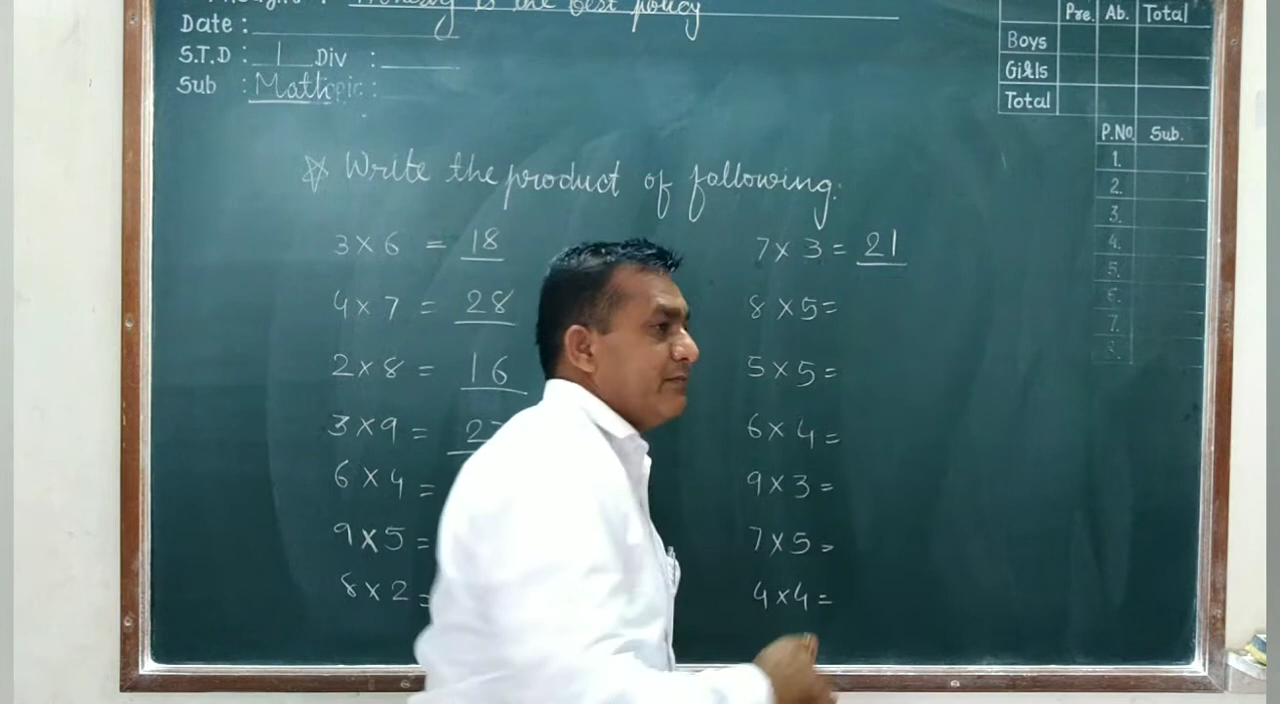 Honesty is the best policy
Date :
S.T.D : 1 Div :
Sub : Math
Pre. Ab. Total
Boys
Girls
Total
P.No. Sub.
1.
2.
3.
4.
5.
6.
7.
8.
Write the product of following:
3 × 6 = 18
4 × 7 = 28
2 × 8 = 16
3 × 9 =
6 × 4 =
9 × 5 =
8 × 2 =
7 × 3 = 21
8 × 5 =
5 × 5 =
6 × 4 =
9 × 3 =
7 × 5 =
4 × 4 =